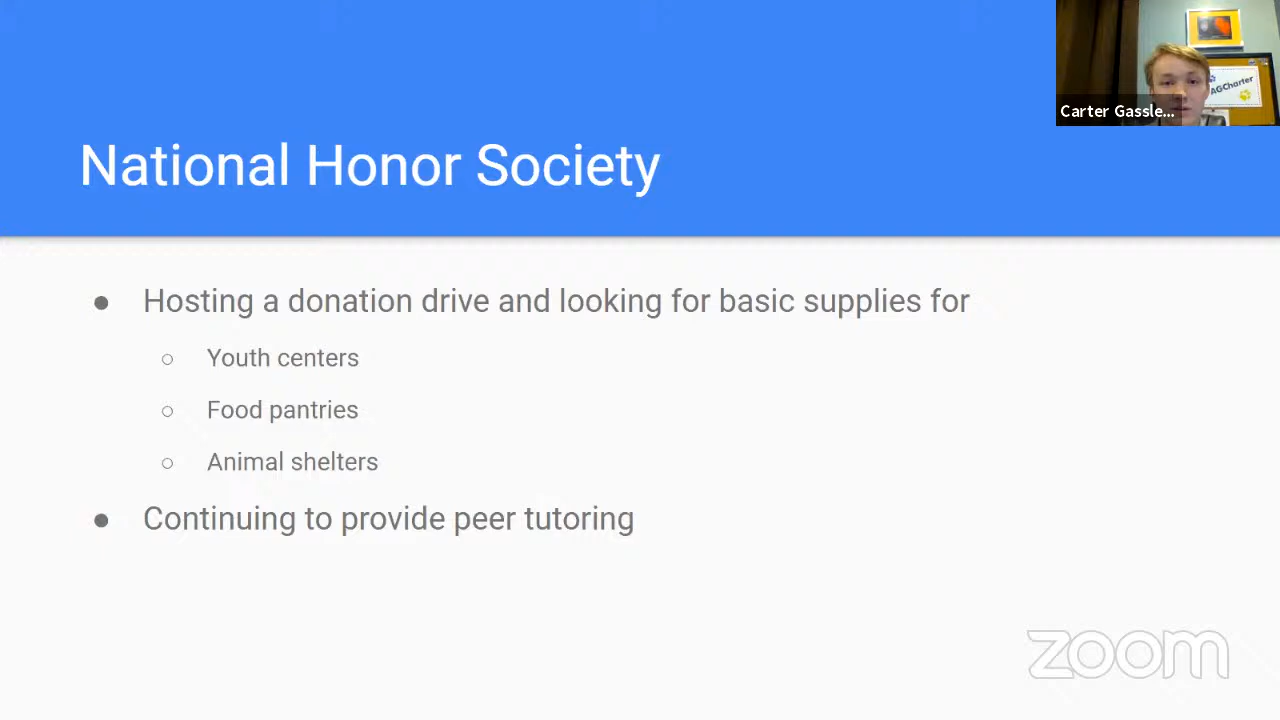 AGCharter
Carter Gassle...
National Honor Society
● Hosting a donation drive and looking for basic supplies for
○ Youth centers
○ Food pantries
○ Animal shelters
● Continuing to provide peer tutoring
zoom